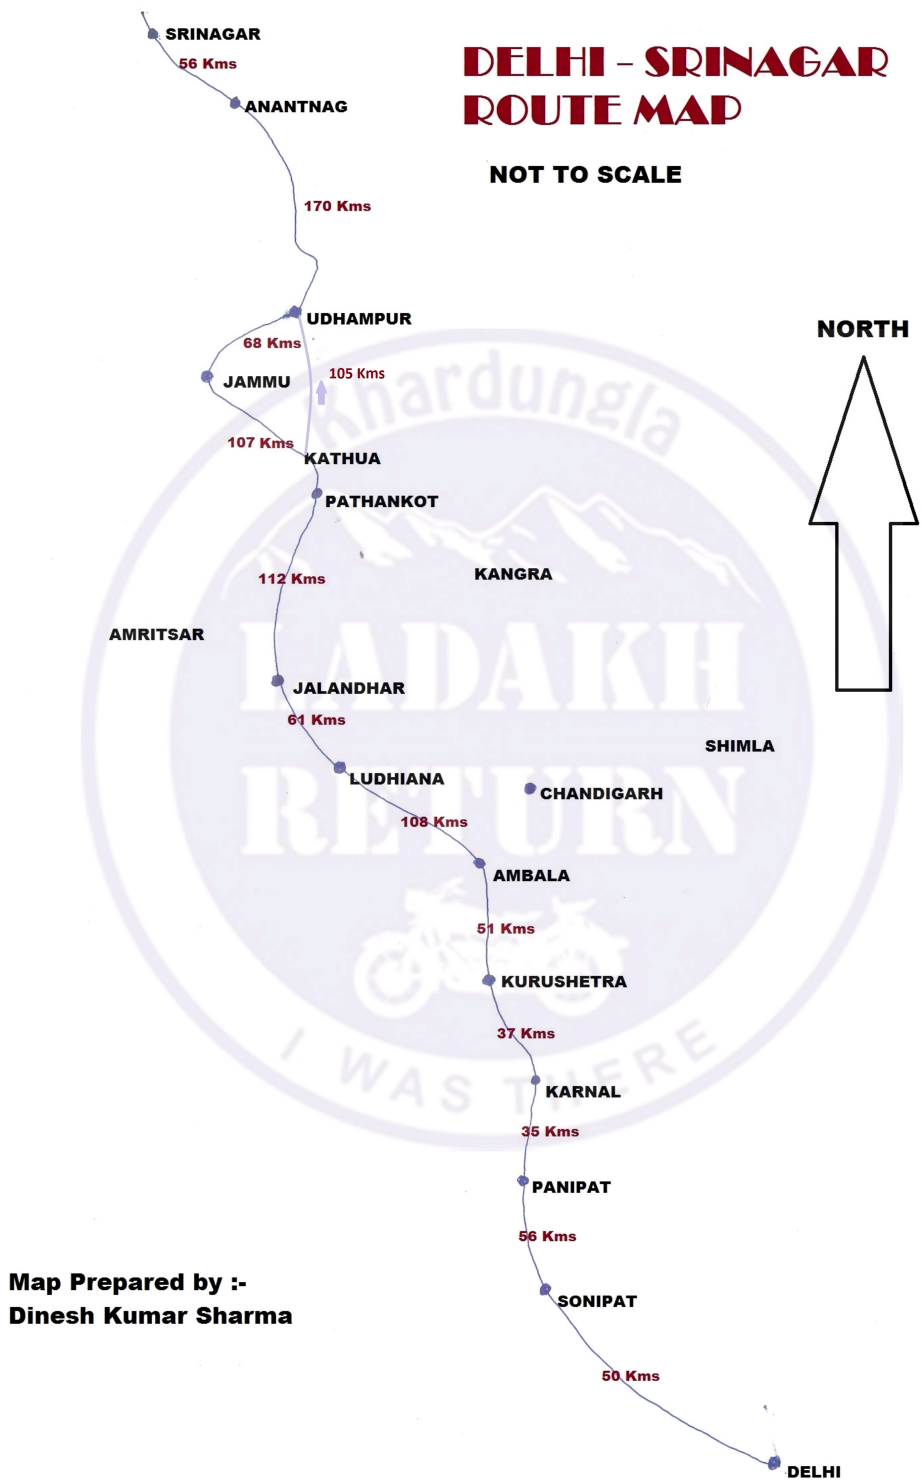 SRINAGAR
DELHI - SRINAGAR
ROUTE MAP
56 Kms
ANANTNAG
NOT TO SCALE
170 Kms
UDHAMPUR
NORTH
68 Kms
105 Kms
JAMMU
Khardungla
107 Kms
KATHUA
PATHANKOT
112 Kms
KANGRA
AMRITSAR
LADAKH
JALANDHAR
61 Kms
SHIMLA
LUDHIANA
RETURN
CHANDIGARH
108 Kms
AMBALA
51 Kms
KURUSHETRA
37 Kms
I WAS THERE
KARNAL
35 Kms
PANIPAT
56 Kms
Map Prepared by :-
Dinesh Kumar Sharma
SONIPAT
50 Kms
DELHI